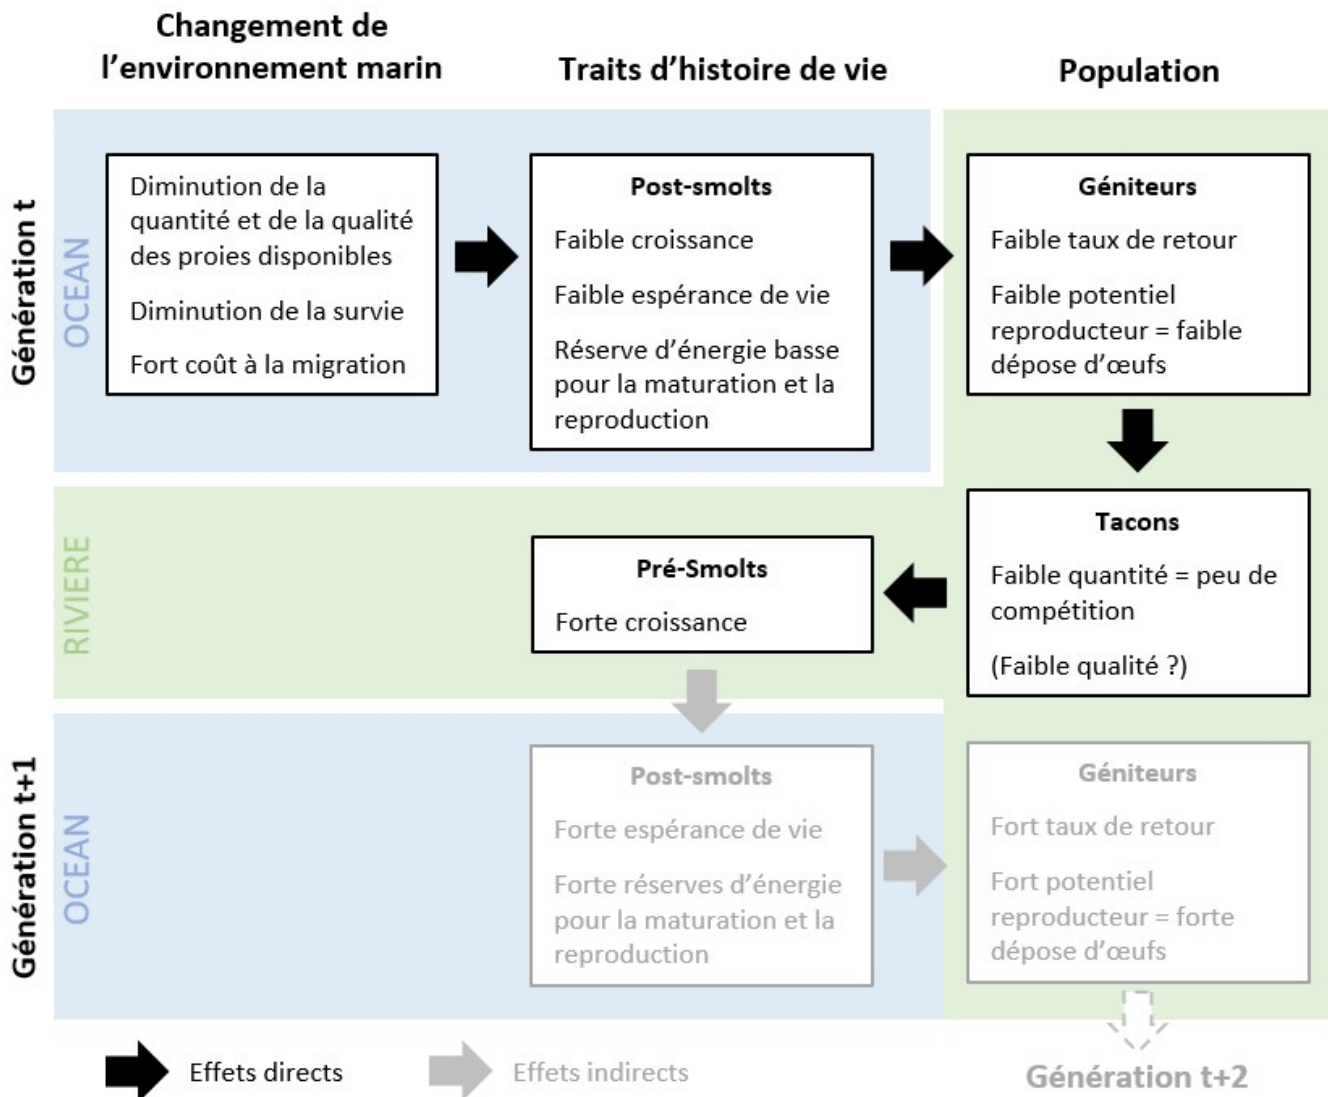 Changement de
l'environnement marin
Traits d'histoire de vie
Population
Génération t
OCEAN
Diminution de la
quantité et de la qualité
des proies disponibles
Diminution de la survie
Fort coût à la migration
Post-smolts
Faible croissance
Faible espérance de vie
Réserve d'énergie basse
pour la maturation et la
reproduction
Géniteurs
Faible taux de retour
Faible potentiel
reproducteur = faible
dépose d'œufs
RIVIERE
Pré-Smolts
Forte croissance
Tacons
Faible quantité = peu de
compétition
(Faible qualité ?)
Génération t+1
OCEAN
Post-smolts
Forte espérance de vie
Forte réserves d'énergie
pour la maturation et la
reproduction
Géniteurs
Fort taux de retour
Fort potentiel
reproducteur = forte
dépose d'œufs
Effets directs
Effets indirects
Génération t+2